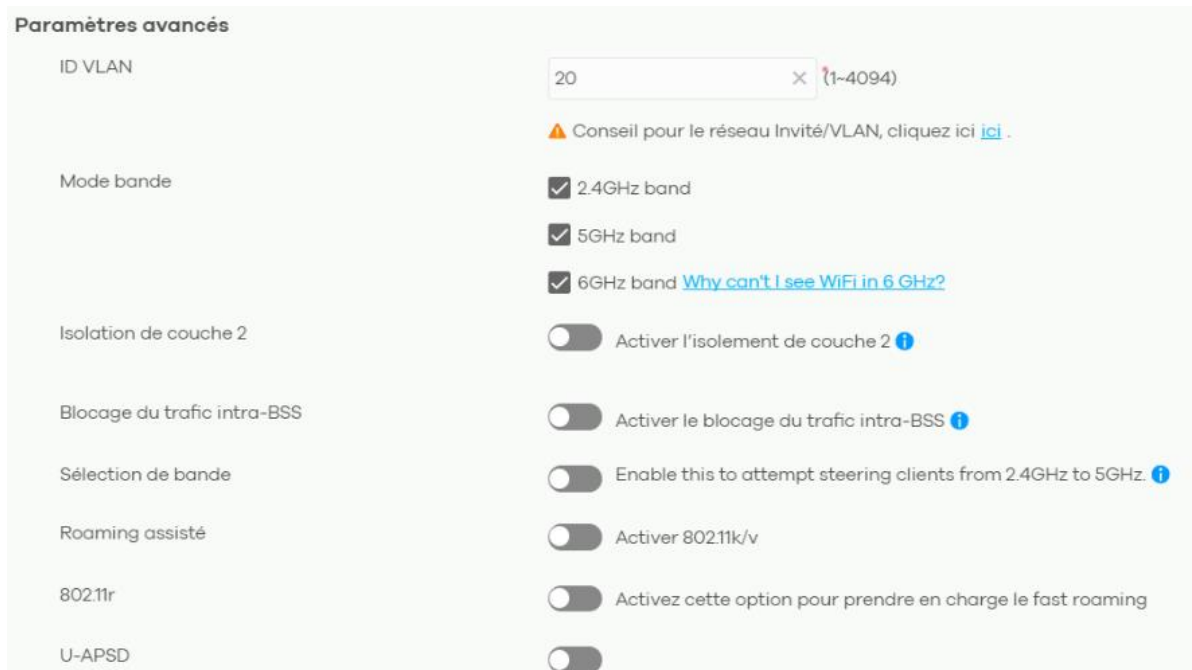 Paramètres avancés
ID VLAN
20 × * (1~4094)
Conseil pour le réseau Invité/VLAN, cliquez ici ici .
Mode bande
2.4GHz band
5GHz band
6GHz band Why can't I see WiFi in 6 GHz?
Isolation de couche 2
Activer l'isolement de couche 2
Blocage du trafic intra-BSS
Activer le blocage du trafic intra-BSS
Sélection de bande
Enable this to attempt steering clients from 2.4GHz to 5GHz.
Roaming assisté
Activer 802.11k/v
802.11r
Activez cette option pour prendre en charge le fast roaming
U-APSD